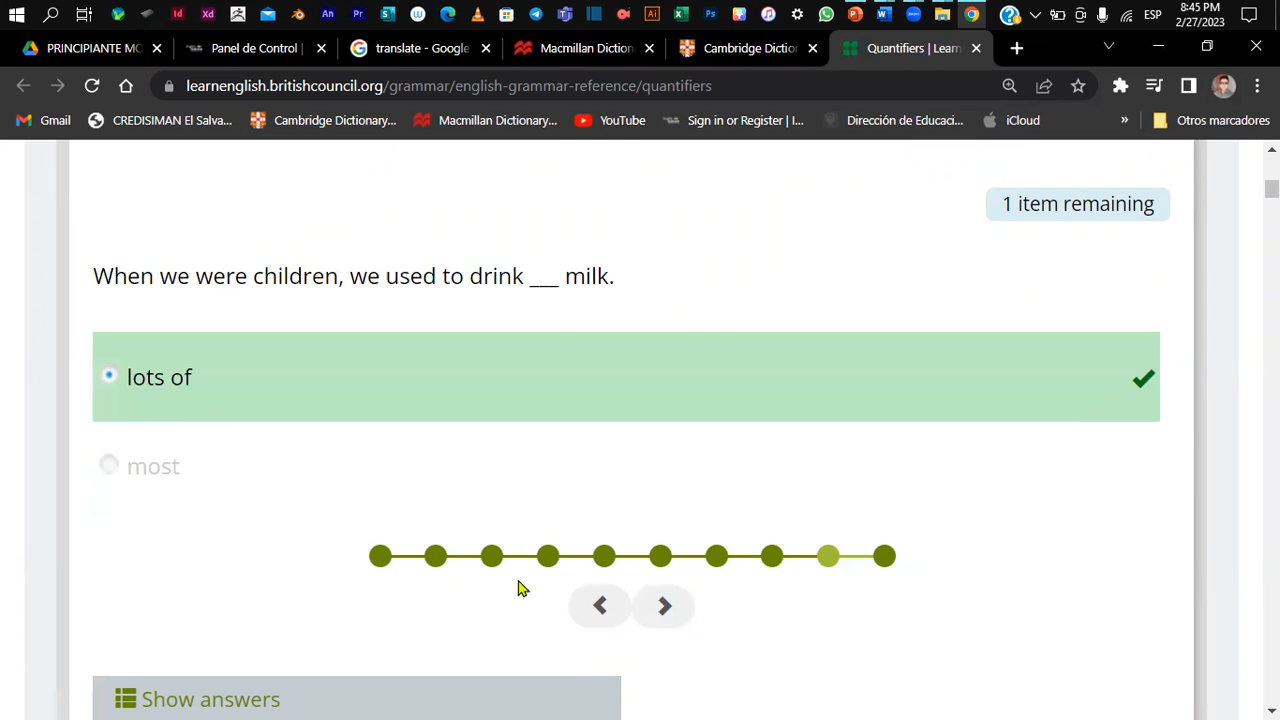 8:45 PM
ESP
2/27/2023
PRINCIPIANTE MO
Panel de Control |
translate - Google
Macmillan Diction
Cambridge Dictio
Quantifiers | Learn
learnenglish.britishcouncil.org/grammar/english-grammar-reference/quantifiers
Gmail
CREDISIMAN El Salva...
Cambridge Dictionary...
Macmillan Dictionary...
YouTube
Sign in or Register | I...
Dirección de Educaci...
iCloud
»
Otros marcadores
1 item remaining
When we were children, we used to drink ___ milk.
lots of
most
Show answers